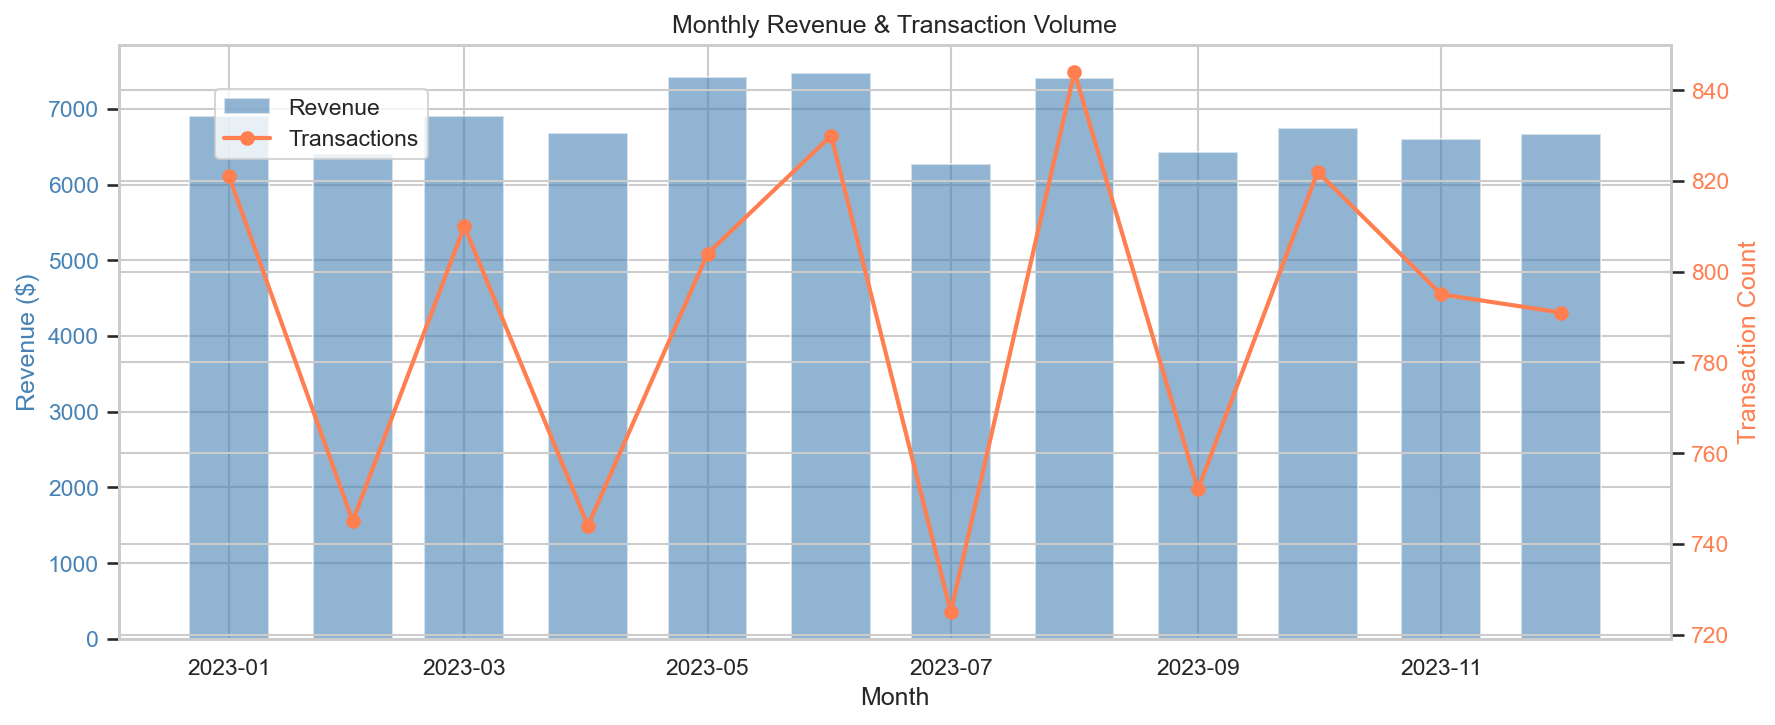 Monthly Revenue & Transaction Volume
Revenue
Transactions
Revenue ($)
7000
6000
5000
4000
3000
2000
1000
0
840
820
800
780
760
740
720
Transaction Count
2023-01 2023-03 2023-05 2023-07 2023-09 2023-11
Month